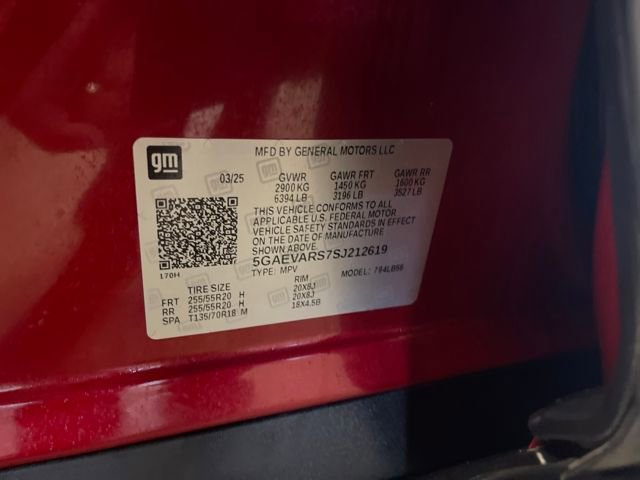 gm
MFD BY GENERAL MOTORS LLC
03/25 GVWR GAWR FRT GAWR RR
2900 KG 1450 KG 1600 KG
6394 LB 3196 LB 3527 LB
THIS VEHICLE CONFORMS TO ALL
APPLICABLE U.S. FEDERAL MOTOR
VEHICLE SAFETY STANDARDS IN EFFECT
ON THE DATE OF MANUFACTURE
SHOWN ABOVE.
5GAEVARS7SJ212619
170H TYPE: MPV MODEL:
TIRE SIZE RIM
FRT 255/55R20 H 20X8J
RR 255/55R20 H 20X8J
SPA T135/70R18 M 18X4.5B